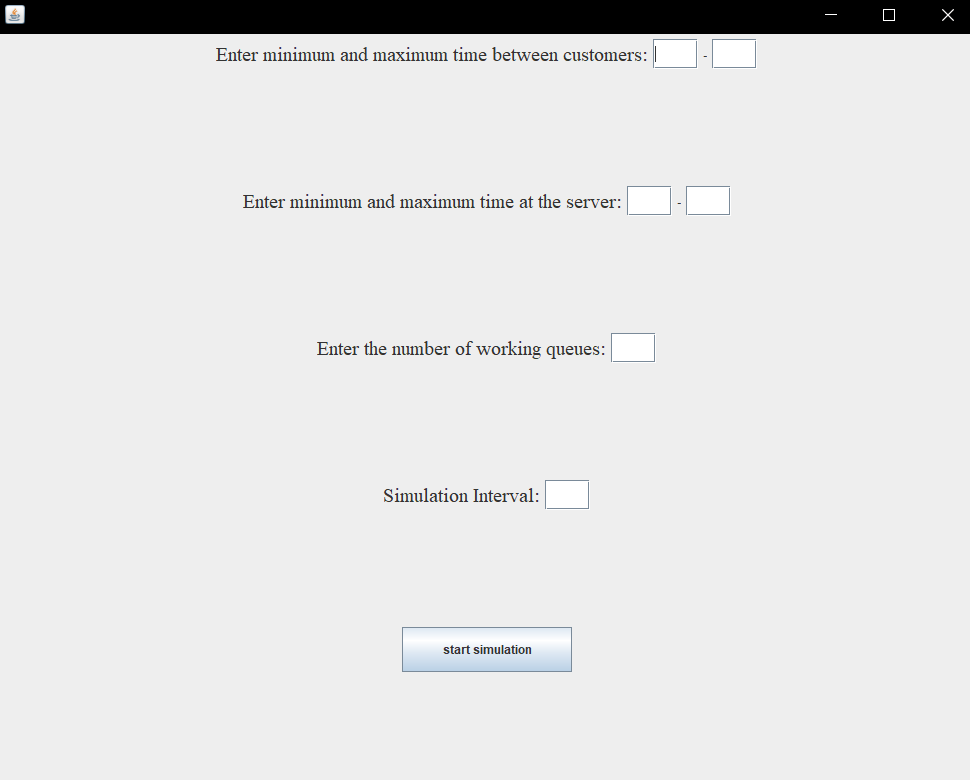 Enter minimum and maximum time between customers: -
Enter minimum and maximum time at the server: -
Enter the number of working queues:
Simulation Interval:
start simulation